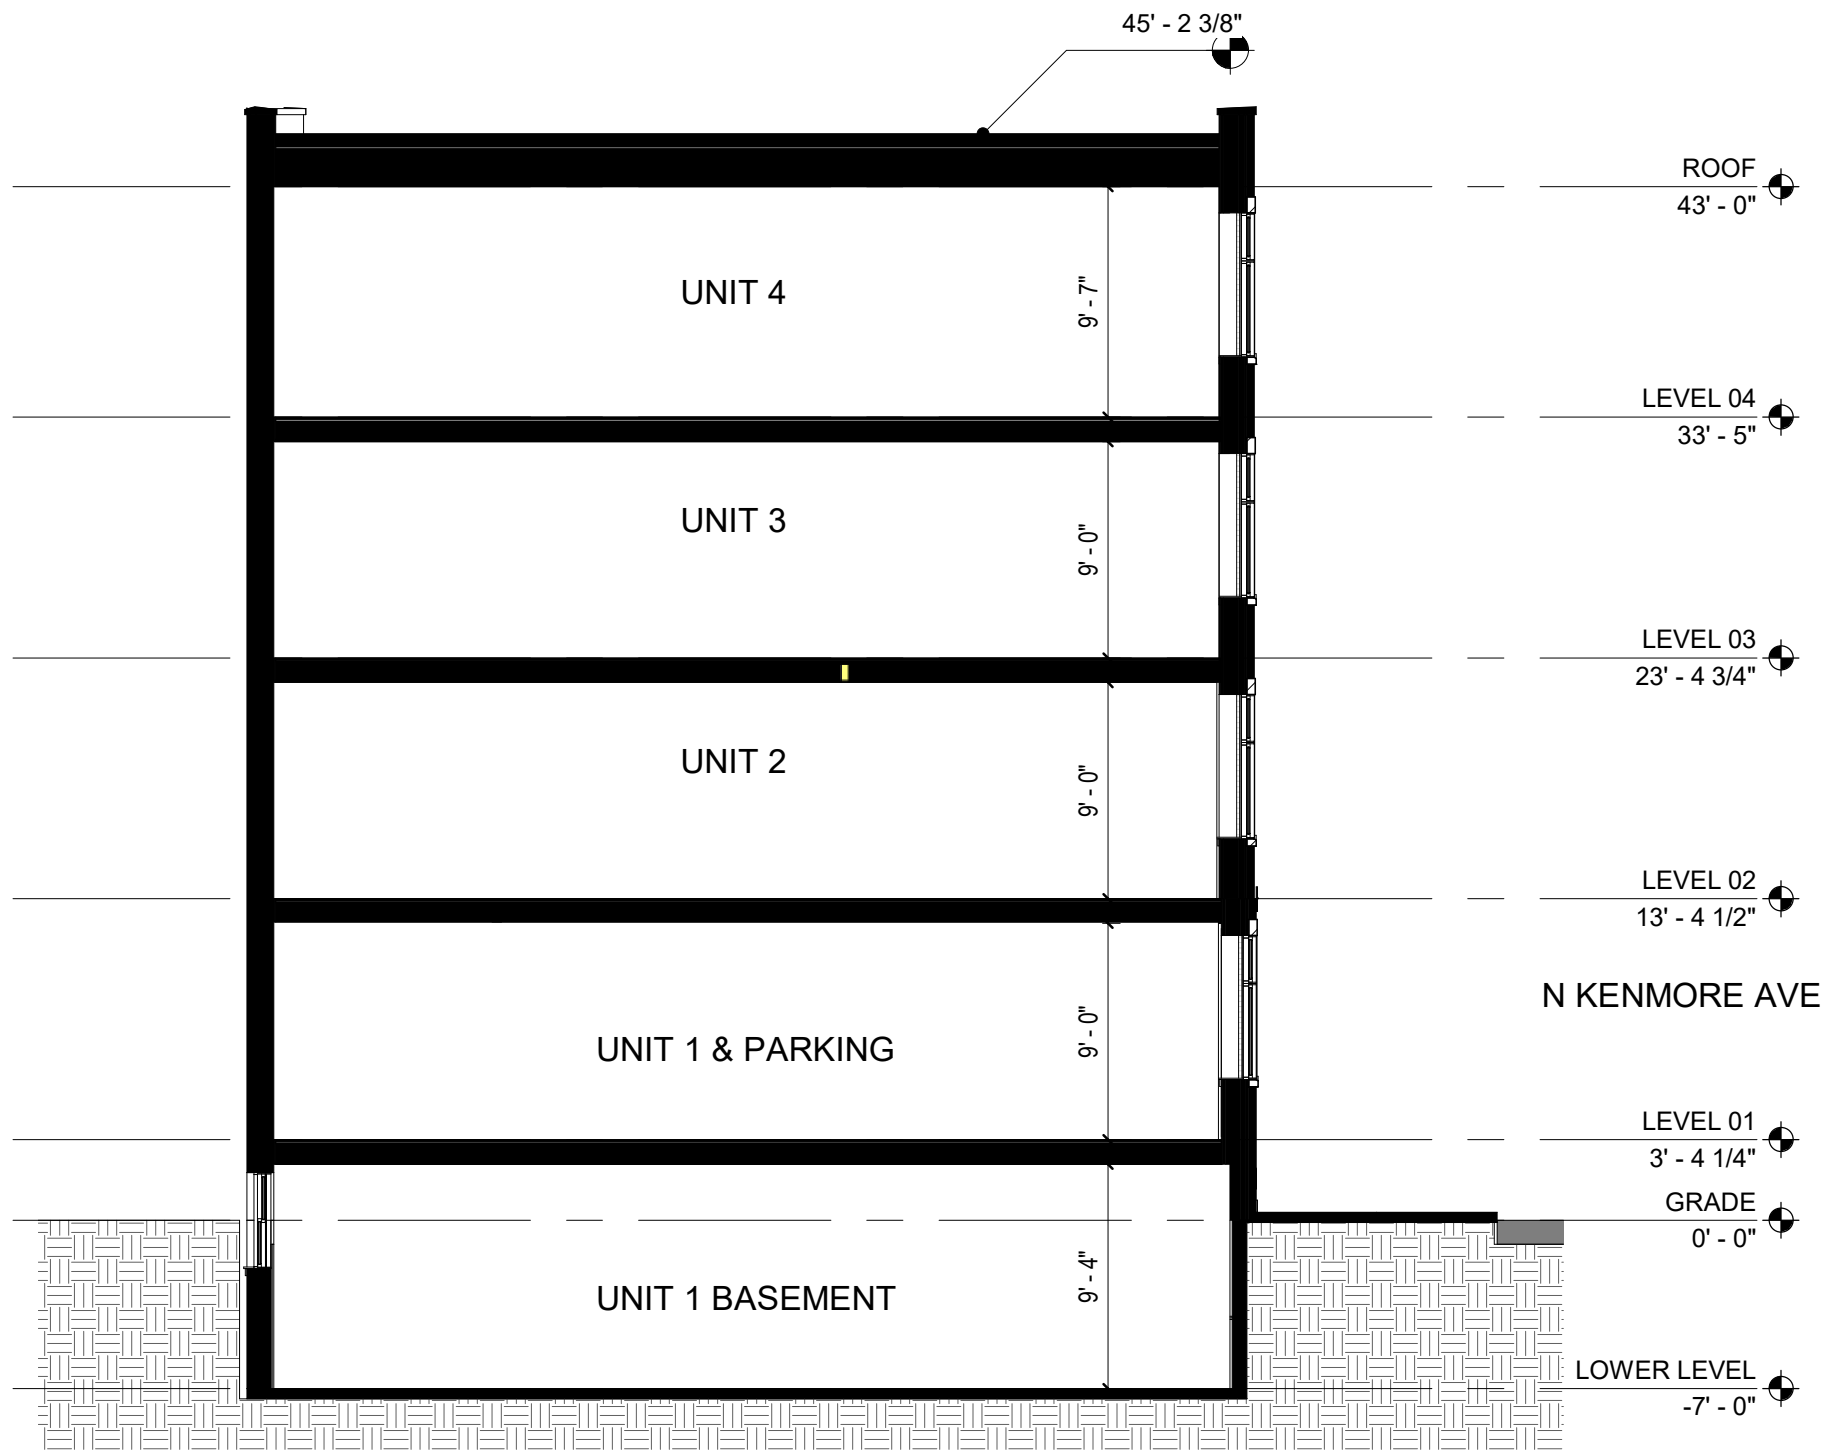 45' - 2 3/8"
ROOF
43' - 0"
UNIT 4
9' - 7"
LEVEL 04
33' - 5"
UNIT 3
9' - 0"
LEVEL 03
23' - 4 3/4"
UNIT 2
9' - 0"
LEVEL 02
13' - 4 1/2"
N KENMORE AVE
UNIT 1 & PARKING
9' - 0"
LEVEL 01
3' - 4 1/4"
GRADE
0' - 0"
UNIT 1 BASEMENT
9' - 4"
LOWER LEVEL
-7' - 0"